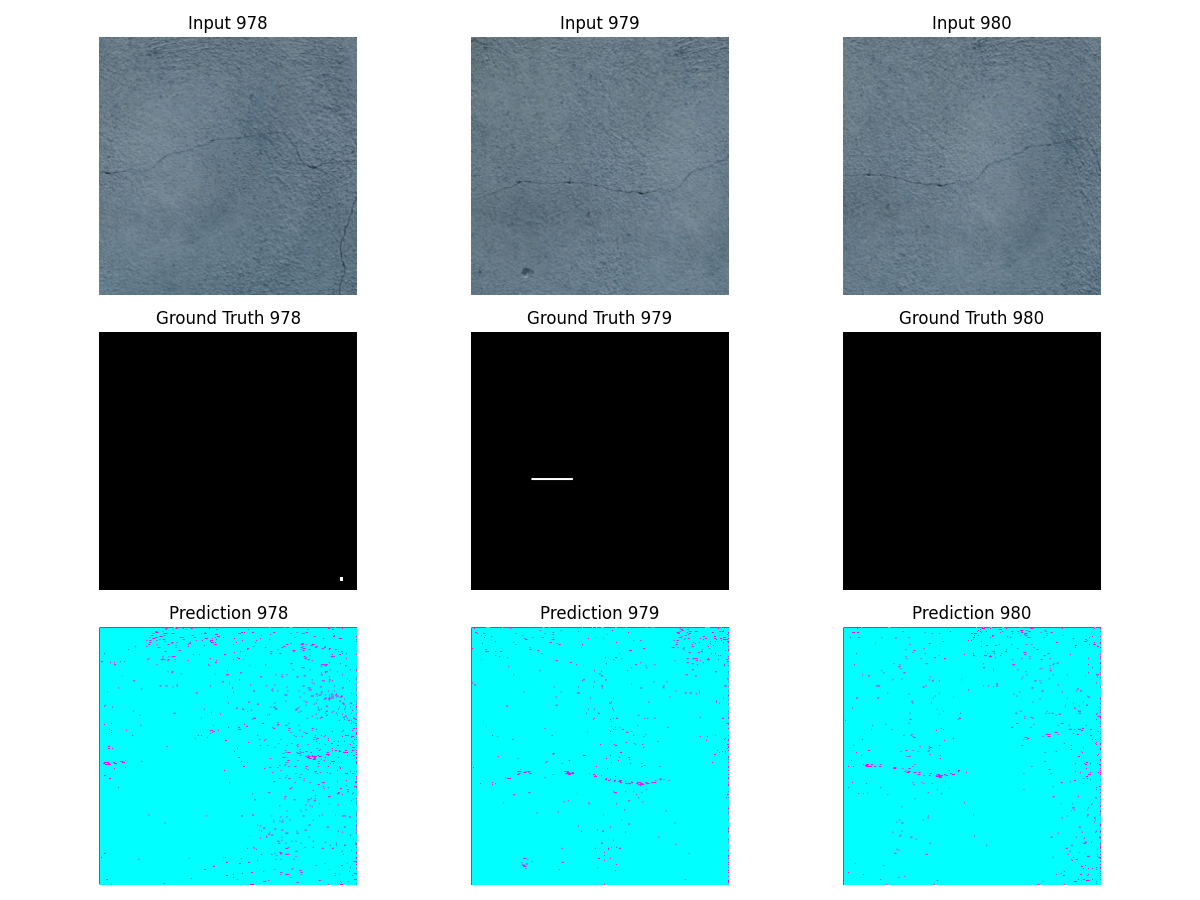 Input 978
Input 979
Input 980
Ground Truth 978
Ground Truth 979
Ground Truth 980
Prediction 978
Prediction 979
Prediction 980